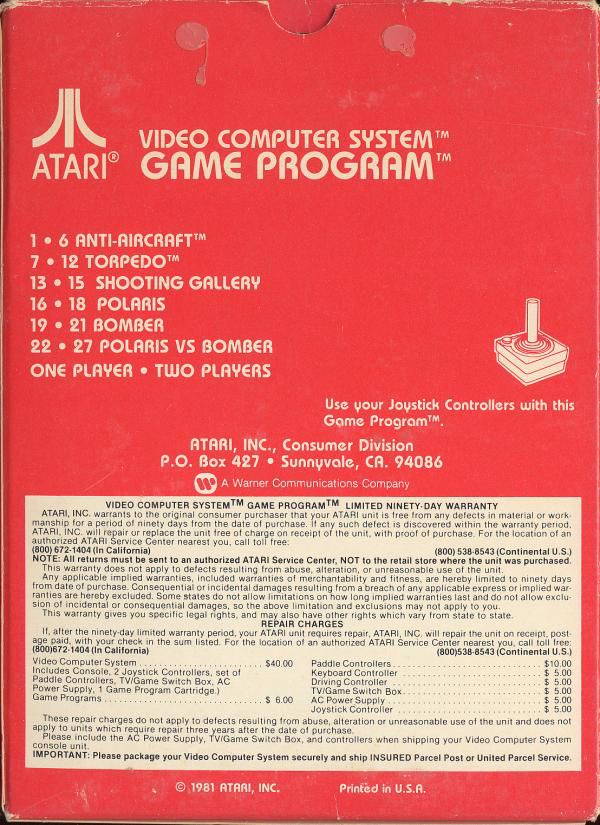 ATARI®
VIDEO COMPUTER SYSTEM™
GAME PROGRAM™
1 • 6 ANTI-AIRCRAFT™
7 • 12 TORPEDO™
13 • 15 SHOOTING GALLERY
16 • 18 POLARIS
19 • 21 BOMBER
22 • 27 POLARIS VS BOMBER
ONE PLAYER • TWO PLAYERS
Use your Joystick Controllers with this
Game Program™.
ATARI, INC., Consumer Division
P.O. Box 427 • Sunnyvale, CA. 94086
A Warner Communications Company
VIDEO COMPUTER SYSTEM™ GAME PROGRAM™ LIMITED NINETY-DAY WARRANTY
ATARI, INC. warrants to the original consumer purchaser that your ATARI unit is free from any defects in material or work-
manship for a period of ninety days from the date of purchase. If any such defect is discovered within the warranty period,
ATARI, INC. will repair or replace the unit free of charge on receipt of the unit, with proof of purchase. For the location of an
authorized ATARI Service Center nearest you, call toll free:
(800) 672-1404 (In California) (800) 538-8543 (Continental U.S.)
NOTE: All returns must be sent to an authorized ATARI Service Center, NOT to the retail store where the unit was purchased.
This warranty does not apply to defects resulting from abuse, alteration, or unreasonable use of the unit.
Any applicable implied warranties, included warranties of merchantability and fitness, are hereby limited to ninety days
from date of purchase. Consequential or incidental damages resulting from a breach of any applicable express or implied war-
ranties are hereby excluded. Some states do not allow limitations on how long implied warranties last and do not allow exclu-
sion of incidental or consequential damages, so the above limitation and exclusions may not apply to you.
This warranty gives you specific legal rights, and may also have other rights which vary from state to state.
REPAIR CHARGES
If, after the ninety-day limited warranty period, your ATARI unit requires repair, ATARI, INC. will repair the unit on receipt, post-
age paid, with your check in the sum listed. For the location of an authorized ATARI Service Center nearest you, call toll free:
(800)672-1404 (In California) (800)538-8543 (Continental U.S.)
Video Computer System . . . . . . . . . . . . . . . . . . . . . $40.00
Includes Console, 2 Joystick Controllers, set of
Paddle Controllers, TV/Game Switch Box, AC
Power Supply, 1 Game Program Cartridge.)
Game Programs . . . . . . . . . . . . . . . . . . . . . . . . . . . $ 6.00
Paddle Controllers . . . . . . . . . . . . . . . . . . . . . . . . . $10.00
Keyboard Controller . . . . . . . . . . . . . . . . . . . . . . . . $ 5.00
Driving Controller . . . . . . . . . . . . . . . . . . . . . . . . . $ 5.00
TV/Game Switch Box . . . . . . . . . . . . . . . . . . . . . . . $ 5.00
AC Power Supply . . . . . . . . . . . . . . . . . . . . . . . . . . $ 5.00
Joystick Controller . . . . . . . . . . . . . . . . . . . . . . . . $ 5.00
These repair charges do not apply to defects resulting from abuse, alteration or unreasonable use of the unit and does not
apply to units which require repair three years after the date of purchase.
Please include the AC Power Supply, TV/Game Switch Box, and controllers when shipping your Video Computer System
console unit.
IMPORTANT: Please package your Video Computer System securely and ship INSURED Parcel Post or United Parcel Service.
© 1981 ATARI, INC. Printed in U.S.A.